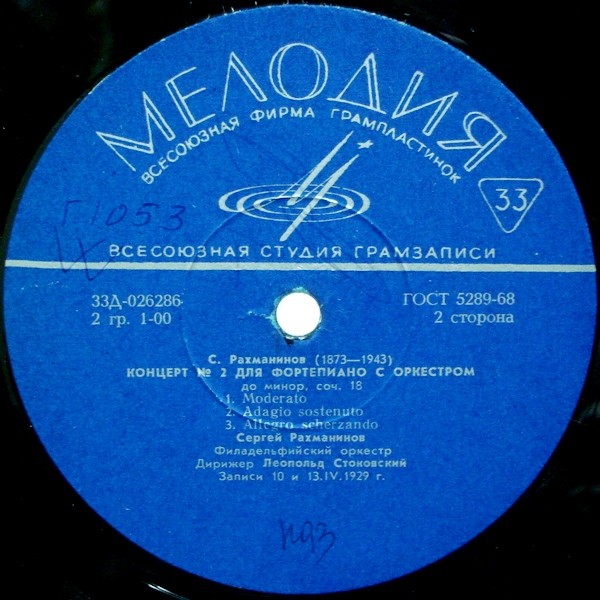 МЕЛОДИЯ
ВСЕСОЮЗНАЯ ФИРМА ГРАМПЛАСТИНОК
33
Г1053
ВСЕСОЮЗНАЯ СТУДИЯ ГРАМЗАПИСИ
33Д-026286
ГОСТ 5289-68
2 гр. 1-00
2 сторона
С. Рахманинов (1873—1943)
КОНЦЕРТ № 2 ДЛЯ ФОРТЕПИАНО С ОРКЕСТРОМ
до минор, соч. 18
1. Moderato
2. Adagio sostenuto
3. Allegro scherzando
Сергей Рахманинов
Филадельфийский оркестр
Дирижер Леопольд Стоковский
Записи 10 и 13.IV.1929 г.